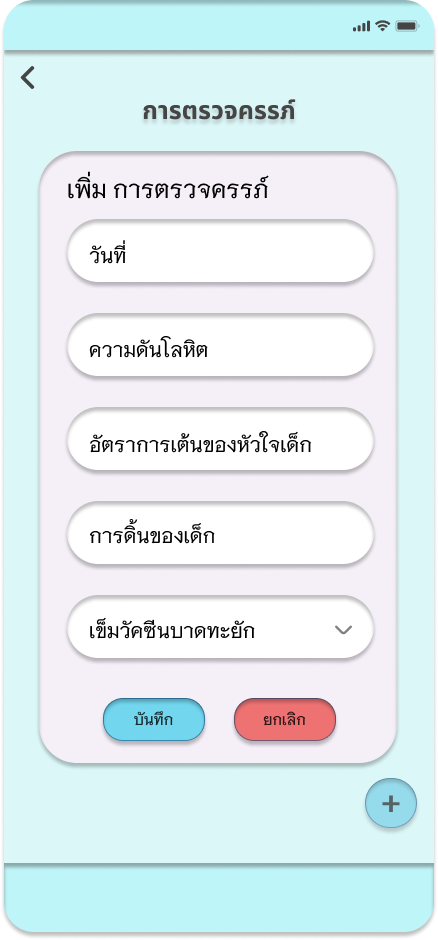 การตรวจครรภ์
เพิ่ม การตรวจครรภ์
วันที่
ความดันโลหิต
อัตราการเต้นของหัวใจเด็ก
การดิ้นของเด็ก
เข็มวัคซีนบาดทะยัก
บันทึก
ยกเลิก